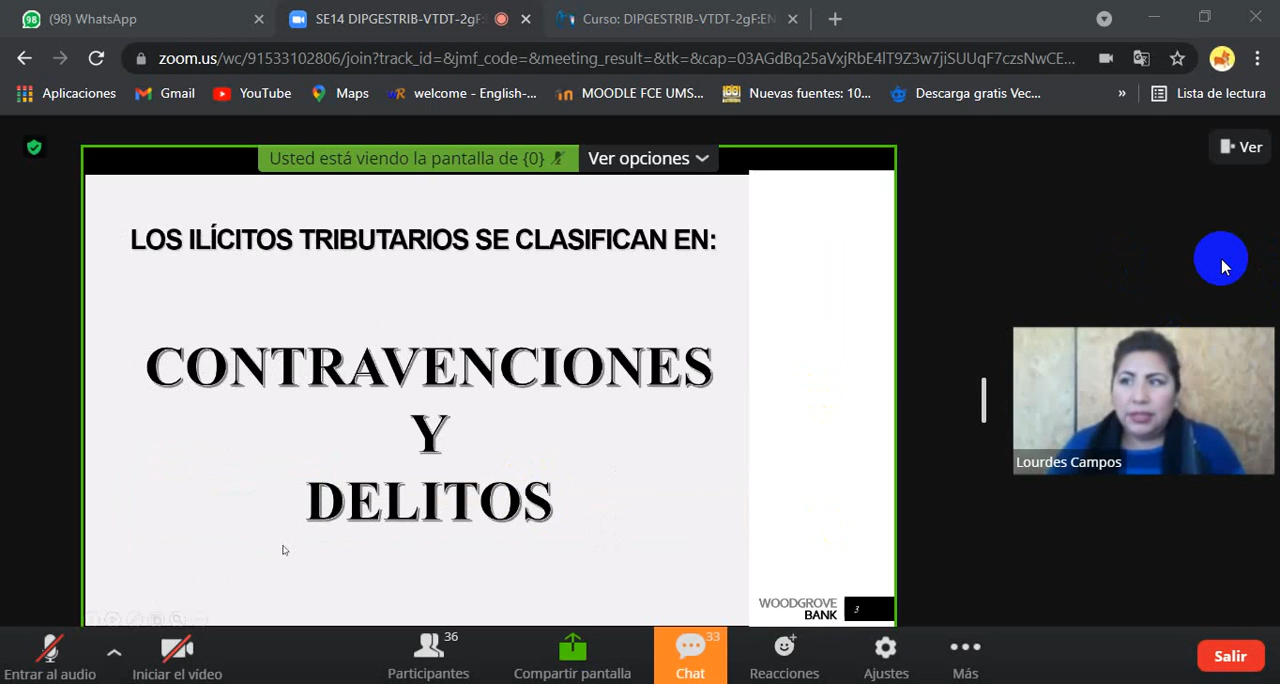 (98) WhatsApp
SE14 DIPGESTRIB-VTDT-2gF:
Curso: DIPGESTRIB-VTDT-2gF:EN
zoom.us/wc/91533102806/join?track_id=&jmf_code=&meeting_result=&tk=&cap=03AGdBq25aVxjRbE4lT9Z3w7jiSUUqF7czsNwCE...
Aplicaciones
Gmail
YouTube
Maps
welcome - English-...
MOODLE FCE UMS...
Nuevas fuentes: 10...
Descarga gratis Vec...
»
Lista de lectura
Usted está viendo la pantalla de {0}
Ver opciones
Ver
LOS ILÍCITOS TRIBUTARIOS SE CLASIFICAN EN:
CONTRAVENCIONES
Y
DELITOS
Lourdes Campos
WOODGROVE
BANK
3
Entrar al audio
Iniciar el vídeo
36
Participantes
Compartir pantalla
33
Chat
Reacciones
Ajustes
Más
Salir